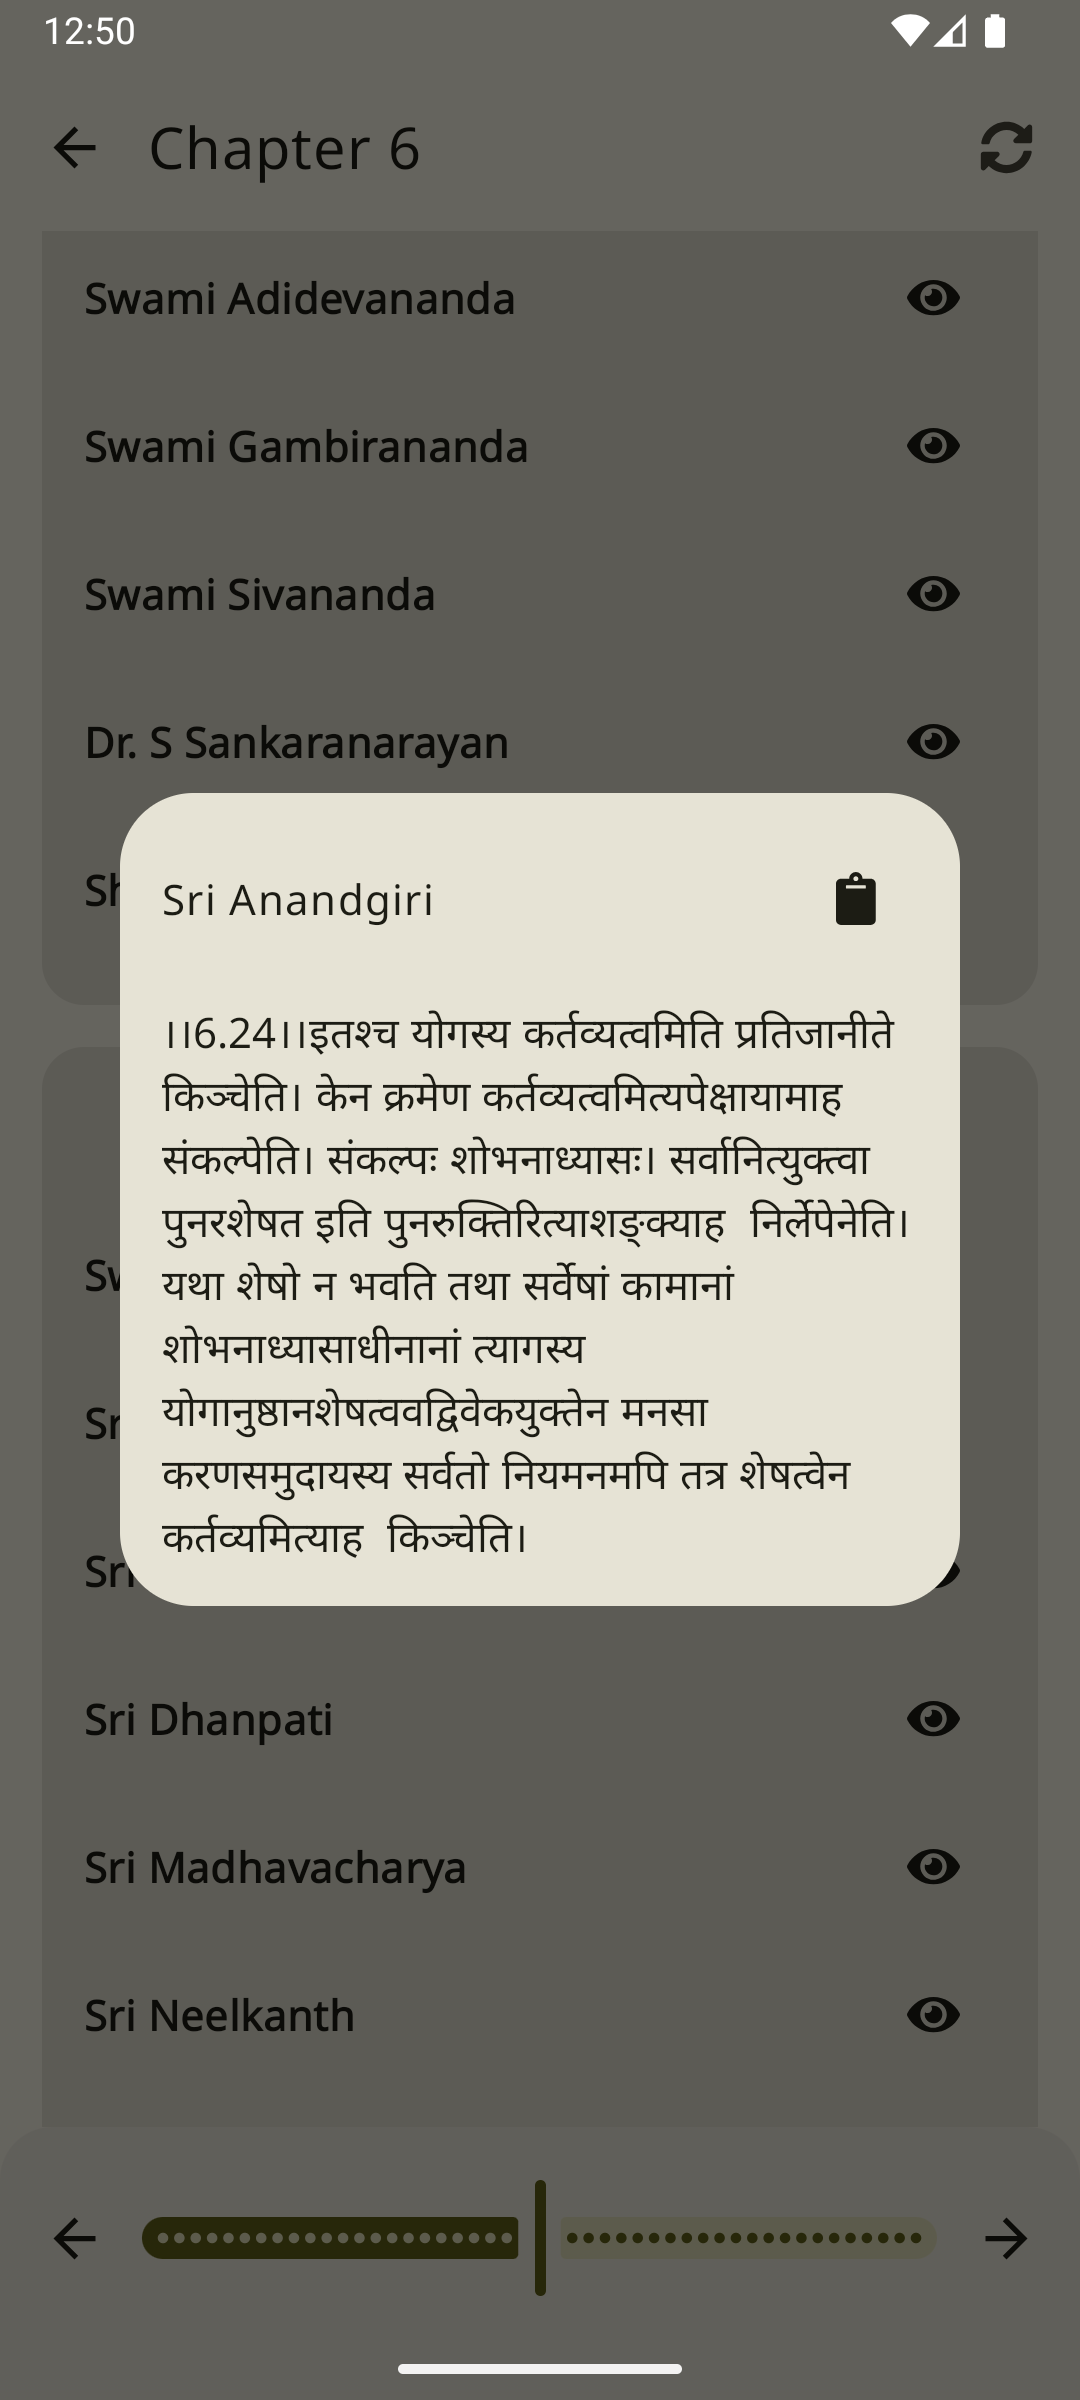 12:50
Chapter 6
Swami Adidevananda
Swami Gambirananda
Swami Sivananda
Dr. S Sankaranarayan
Sri Anandgiri
।।6.24।।इतश्च योगस्य कर्तव्यत्वमिति प्रतिजानीते
किञ्चेति। केन क्रमेण कर्तव्यत्वमित्यपेक्षायामाह
संकल्पेति। संकल्पः शोभनाध्यासः। सर्वानित्युक्त्वा
पुनरशेषत इति पुनरुक्तिरित्याशङ्क्याह  निर्लेपेनेति।
यथा शेषो न भवति तथा सर्वेषां कामानां
शोभनाध्यासाधीनानां त्यागस्य
योगानुष्ठानशेषत्ववद्विवेकयुक्तेन मनसा
करणसमुदायस्य सर्वतो नियमनमपि तत्र शेषत्वेन
कर्तव्यमित्याह  किञ्चेति।
Sri
Sri Dhanpati
Sri Madhavacharya
Sri Neelkanth